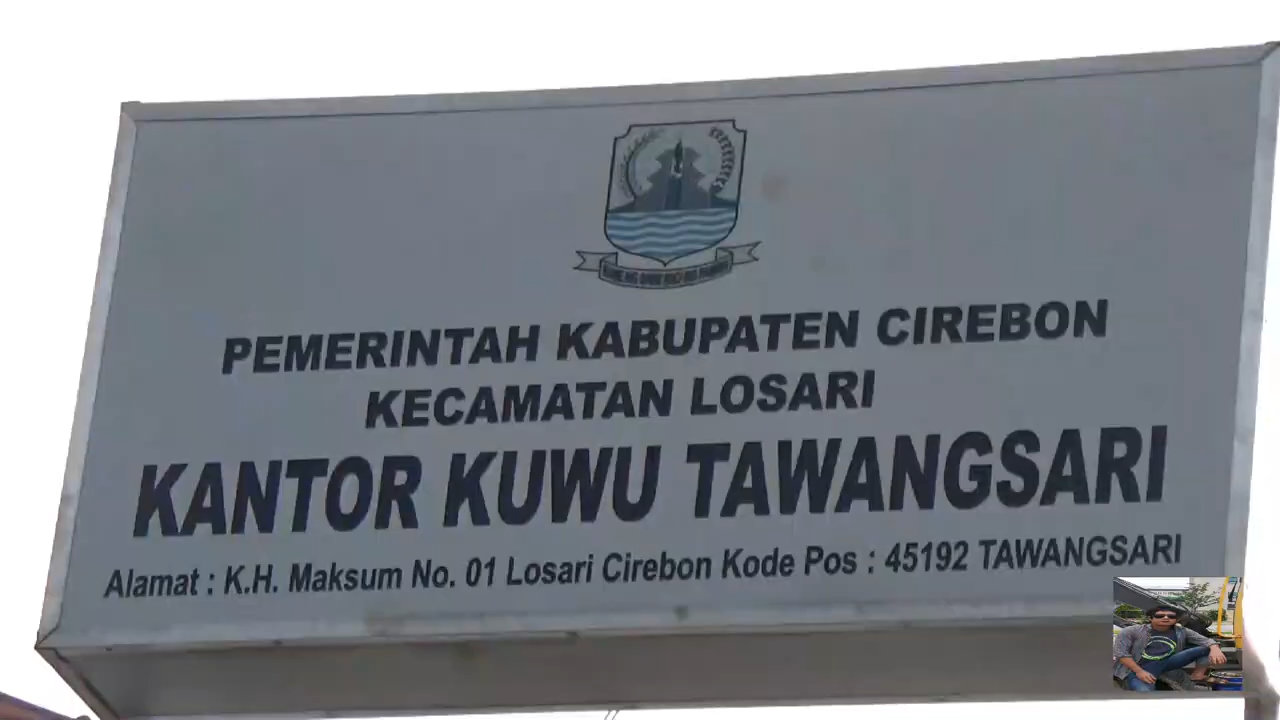 PEMERINTAH KABUPATEN CIREBON
KECAMATAN LOSARI
KANTOR KUWU TAWANGSARI
Alamat : K.H. Maksum No. 01 Losari Cirebon Kode Pos : 45192 TAWANGSARI